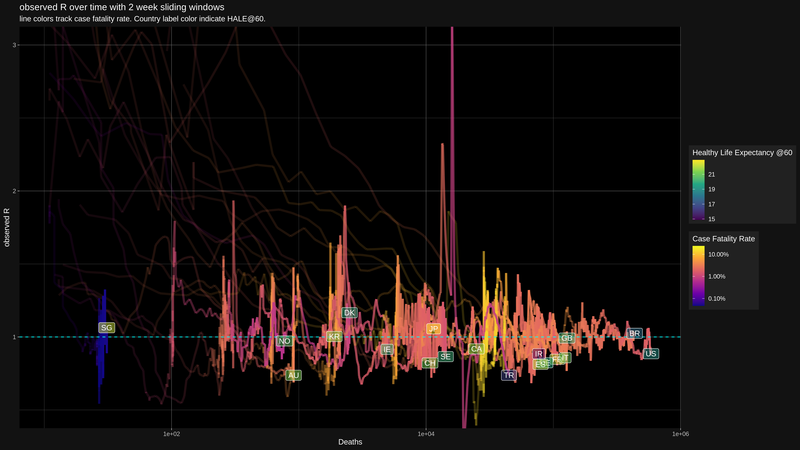 observed R over time with 2 week sliding windows
line colors track case fatality rate. Country label color indicate HALE@60.
3
2
1
observed R
SG
DK
NO
KR
IE
AU
JP
SE
CH
CA
TR
IR
GB
BR
US
1e+02
1e+04
1e+06
Deaths
Healthy Life Expectancy @60
21
19
17
15
Case Fatality Rate
10.00%
1.00%
0.10%